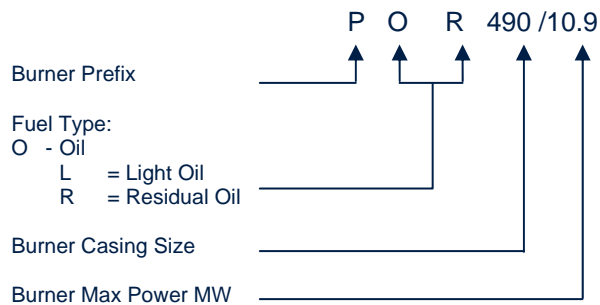 P O R 490 /10.9
Burner Prefix
Fuel Type:
O - Oil
L = Light Oil
R = Residual Oil
Burner Casing Size
Burner Max Power MW